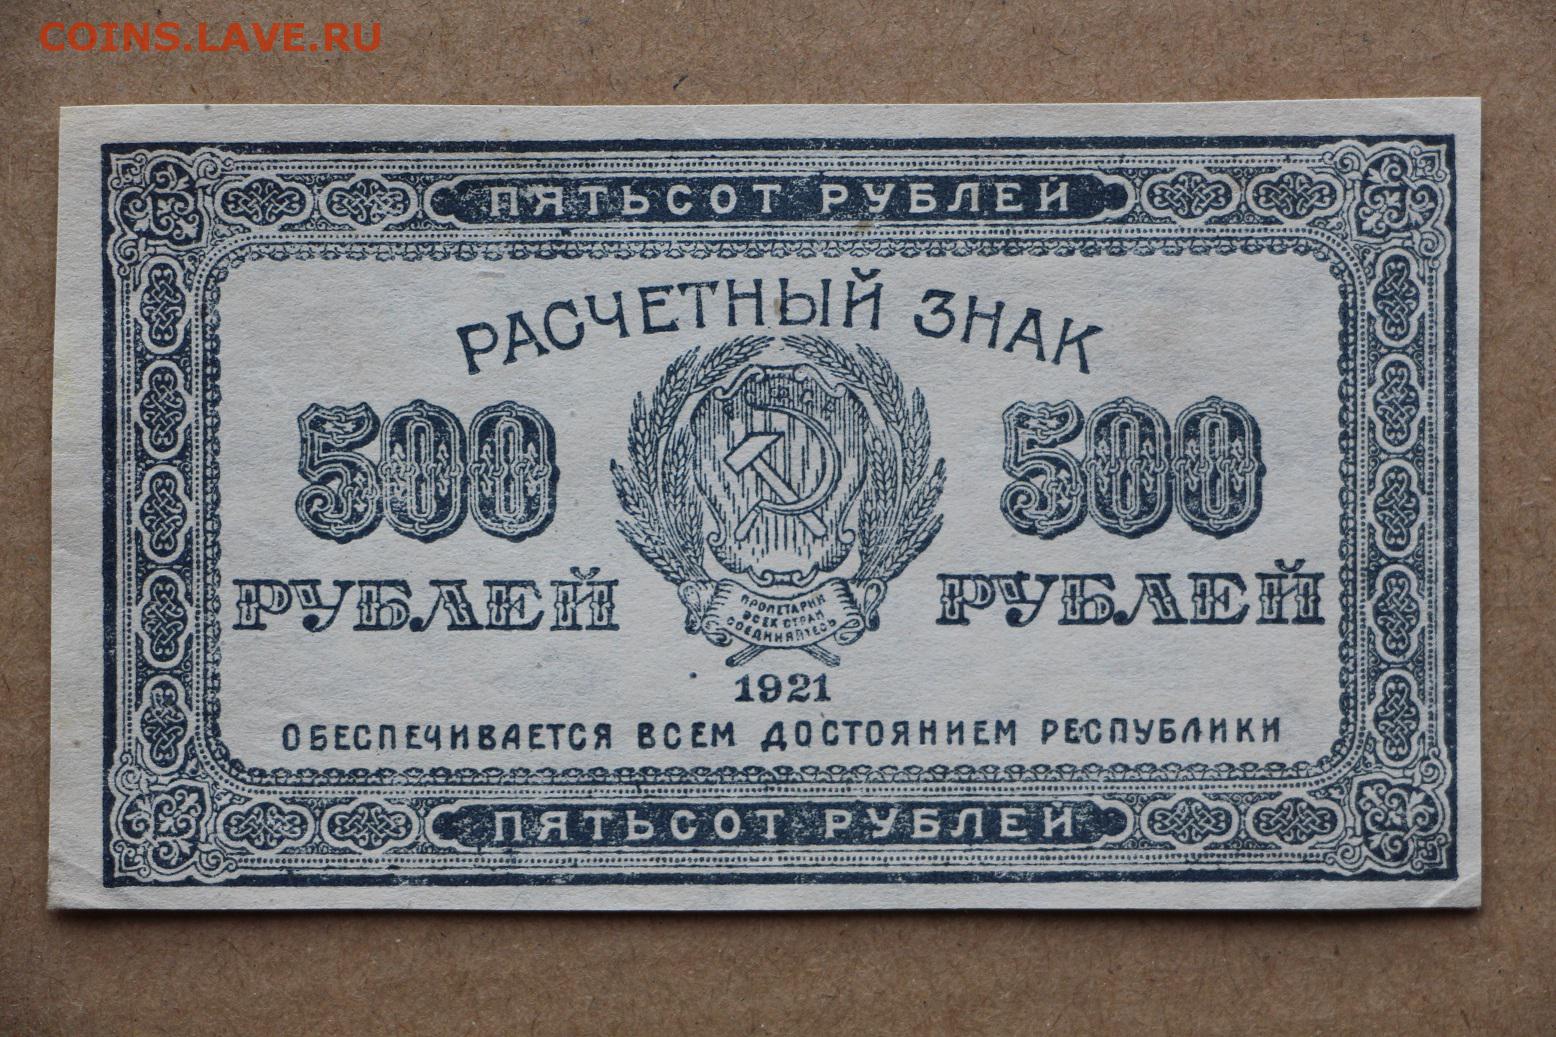 COINS.LAVE.RU
ПЯТЬСОТ РУБЛЕЙ
РАСЧЕТНЫЙ ЗНАК
500 500
РУБЛЕЙ РУБЛЕЙ
ПРОЛЕТАРИИ
ВСЕХ СТРАН
СОЕДИНЯЙТЕСЬ
1921
ОБЕСПЕЧИВАЕТСЯ ВСЕМ ДОСТОЯНИЕМ РЕСПУБЛИКИ
ПЯТЬСОТ РУБЛЕЙ